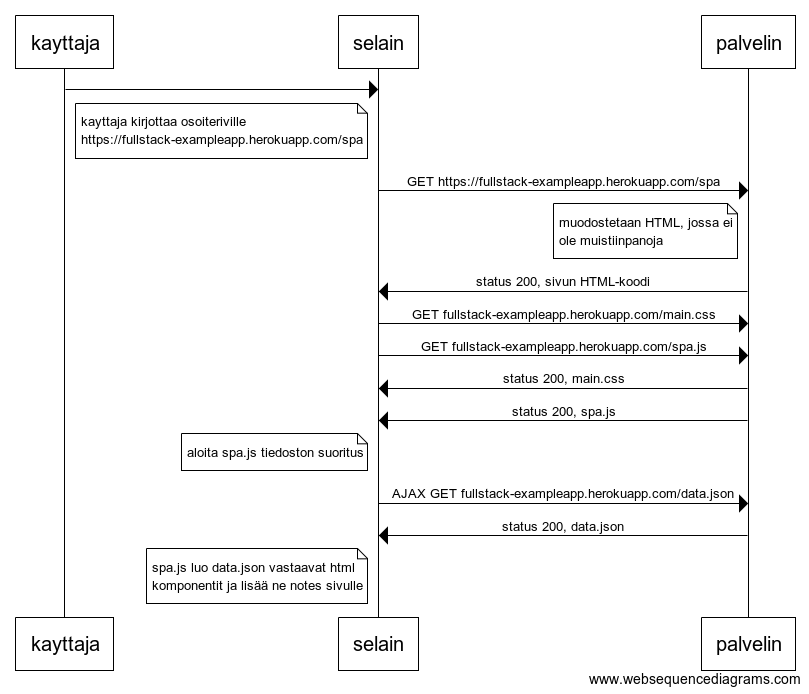 kayttaja
selain
palvelin
kayttaja kirjottaa osoiteriville
https://fullstack-exampleapp.herokuapp.com/spa
GET https://fullstack-exampleapp.herokuapp.com/spa
muodostetaan HTML, jossa ei
ole muistiinpanoja
status 200, sivun HTML-koodi
GET fullstack-exampleapp.herokuapp.com/main.css
GET fullstack-exampleapp.herokuapp.com/spa.js
status 200, main.css
status 200, spa.js
aloita spa.js tiedoston suoritus
AJAX GET fullstack-exampleapp.herokuapp.com/data.json
status 200, data.json
spa.js luo data.json vastaavat html
komponentit ja lisää ne notes sivulle
kayttaja
selain
palvelin
www.websequencediagrams.com